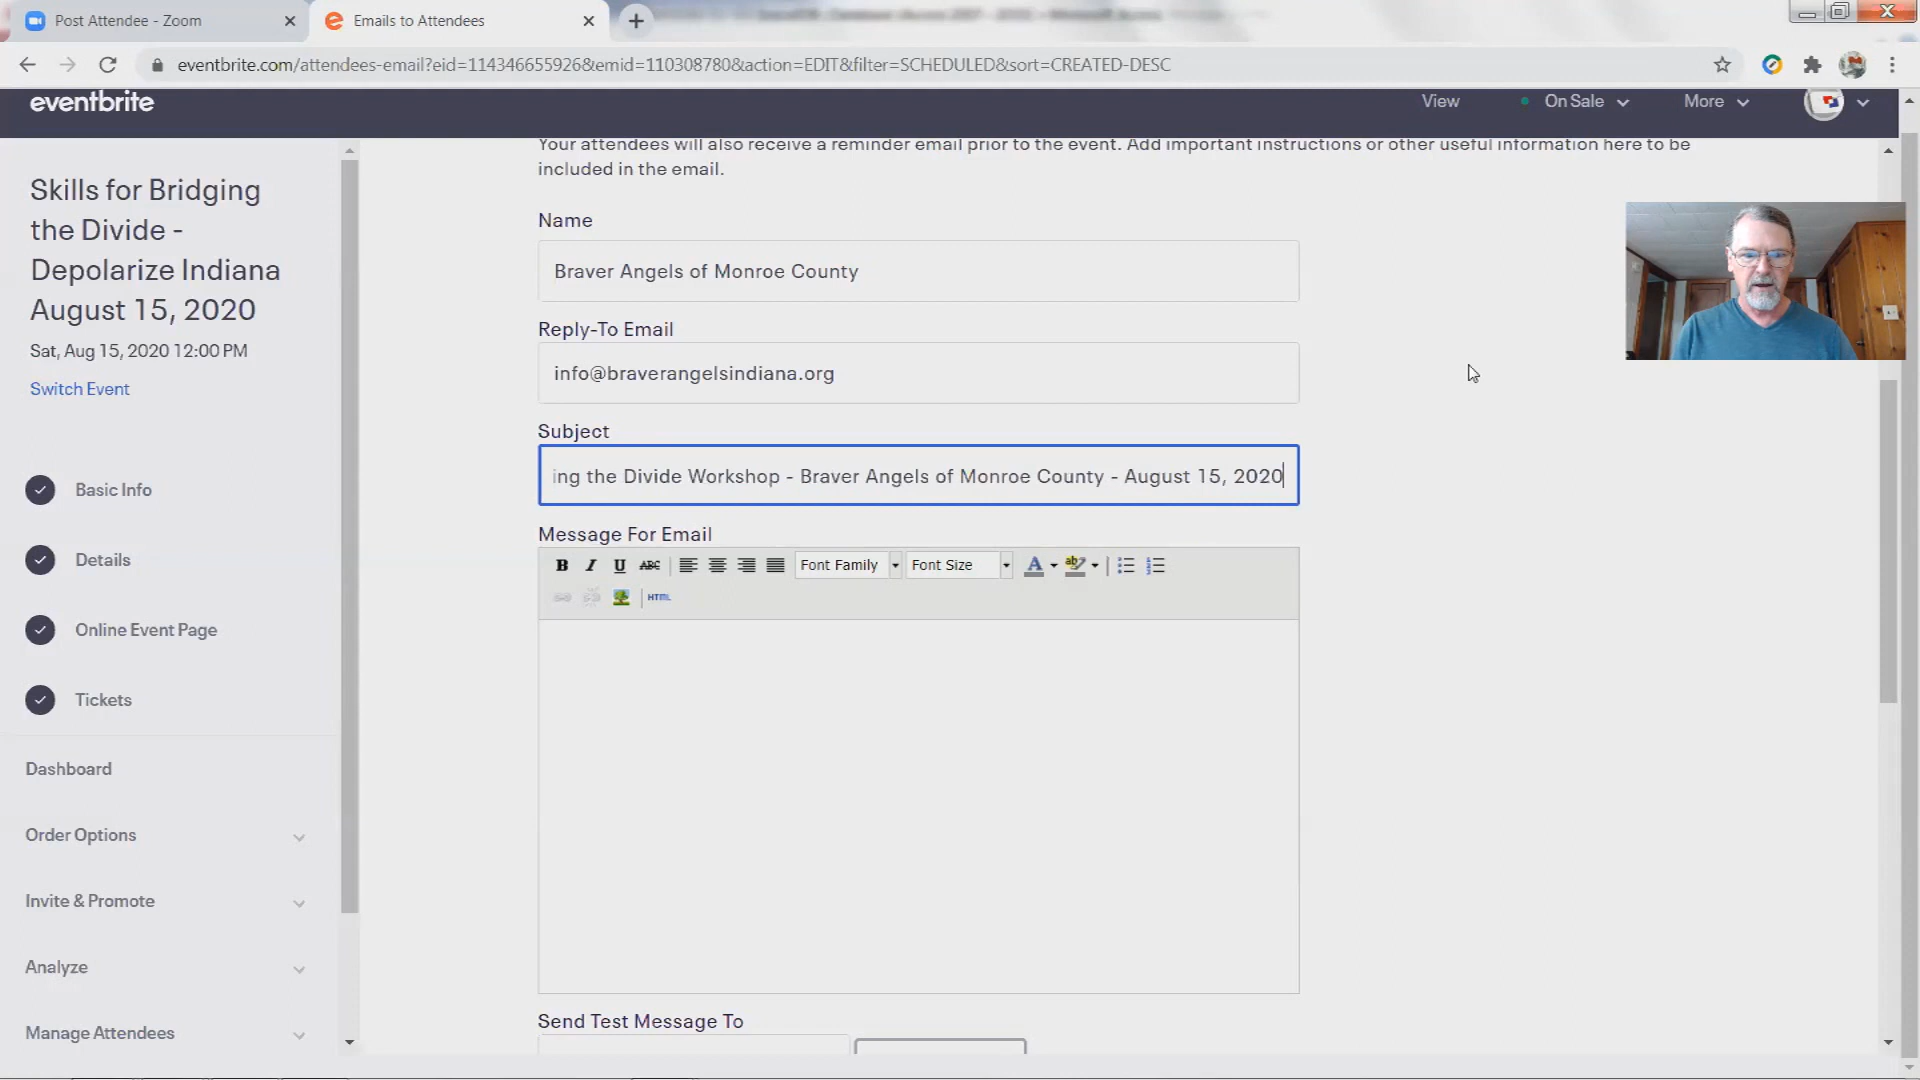 Post Attendee - Zoom
Emails to Attendees
eventbrite.com/attendees-email?eid=114346655926&emid=110308780&action=EDIT&filter=SCHEDULED&sort=CREATED-DESC
eventbrite
View
On Sale
More
Skills for Bridging
the Divide -
Depolarize Indiana
August 15, 2020
Sat, Aug 15, 2020 12:00 PM
Switch Event
Basic Info
Details
Online Event Page
Tickets
Dashboard
Order Options
Invite & Promote
Analyze
Manage Attendees
Your attendees will also receive a reminder email prior to the event. Add important instructions or other useful information here to be
included in the email.
Name
Braver Angels of Monroe County
Reply-To Email
info@braverangelsindiana.org
Subject
ing the Divide Workshop - Braver Angels of Monroe County - August 15, 2020
Message For Email
B I U ABC Font Family Font Size A ab
HTML
Send Test Message To